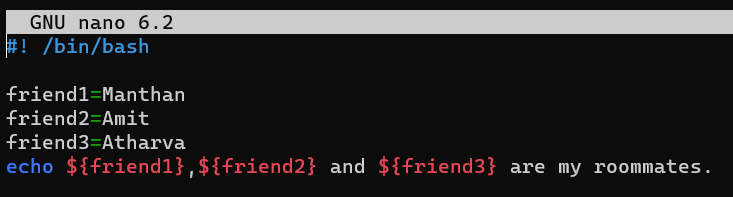 GNU nano 6.2
#! /bin/bash
friend1=Manthan
friend2=Amit
friend3=Atharva
echo ${friend1},${friend2} and ${friend3} are my roommates.